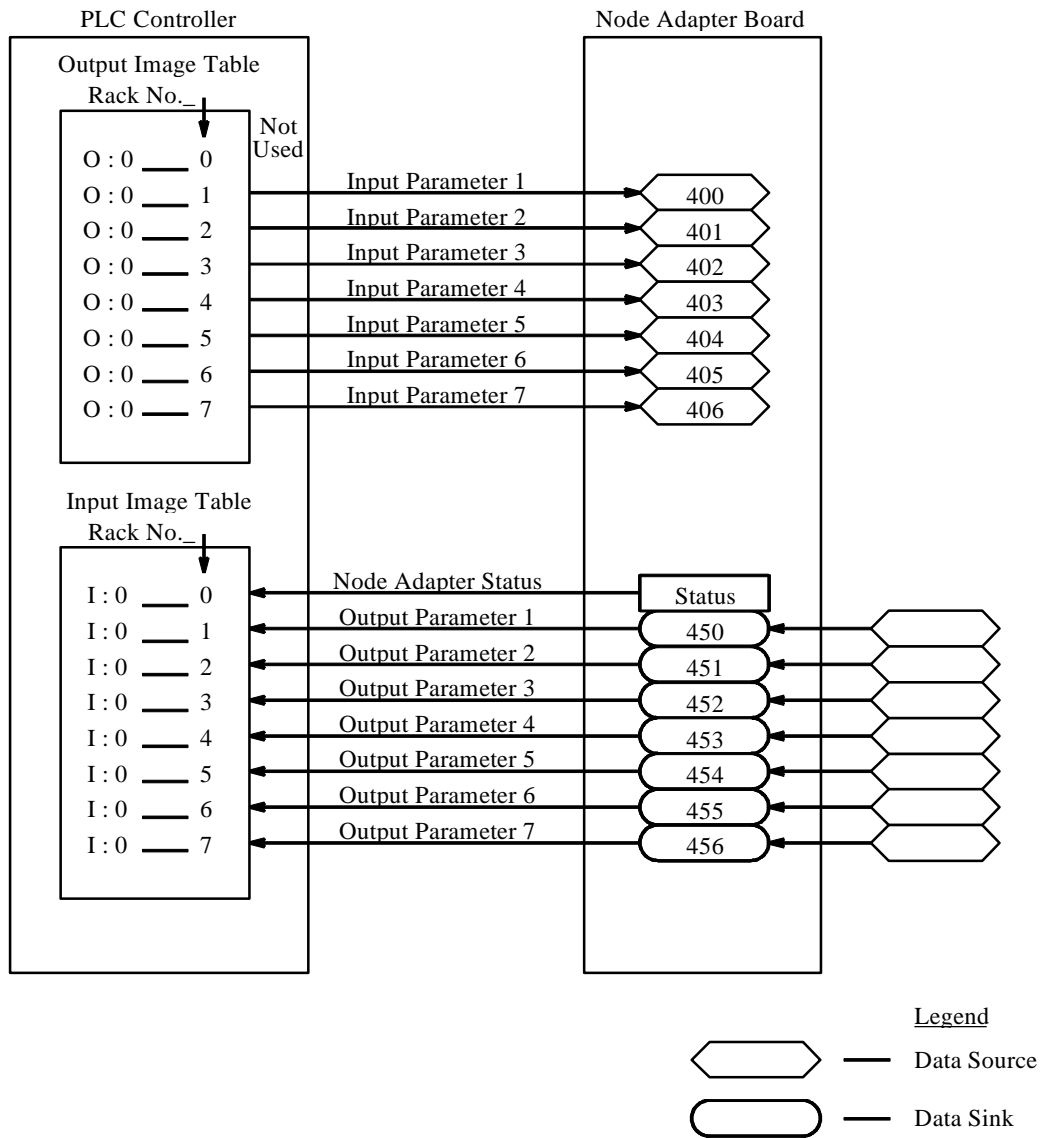 PLC Controller
Node Adapter Board
Output Image Table
Rack No._
Not
Used
O : 0 ___ 0
O : 0 ___ 1 Input Parameter 1 400
O : 0 ___ 2 Input Parameter 2 401
O : 0 ___ 3 Input Parameter 3 402
O : 0 ___ 4 Input Parameter 4 403
O : 0 ___ 5 Input Parameter 5 404
O : 0 ___ 6 Input Parameter 6 405
O : 0 ___ 7 Input Parameter 7 406
Input Image Table
Rack No._
I : 0 ___ 0 Node Adapter Status Status
I : 0 ___ 1 Output Parameter 1 450
I : 0 ___ 2 Output Parameter 2 451
I : 0 ___ 3 Output Parameter 3 452
I : 0 ___ 4 Output Parameter 4 453
I : 0 ___ 5 Output Parameter 5 454
I : 0 ___ 6 Output Parameter 6 455
I : 0 ___ 7 Output Parameter 7 456
Legend
Data Source
Data Sink